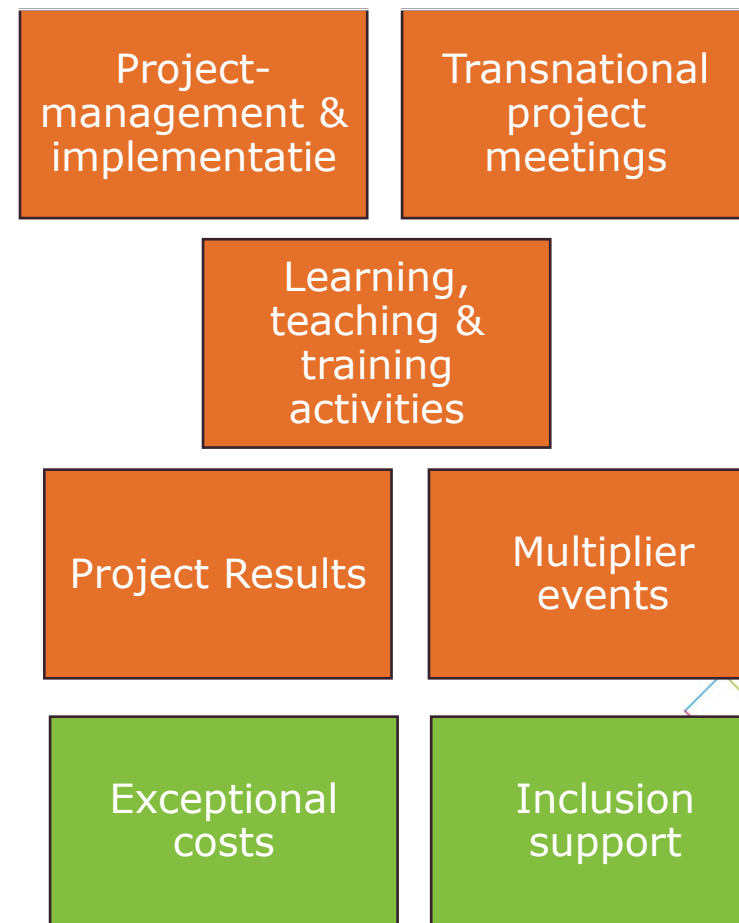 Project-
management &
implementatie
Transnational
project
meetings
Learning,
teaching &
training
activities
Project Results
Multiplier
events
Exceptional
costs
Inclusion
support